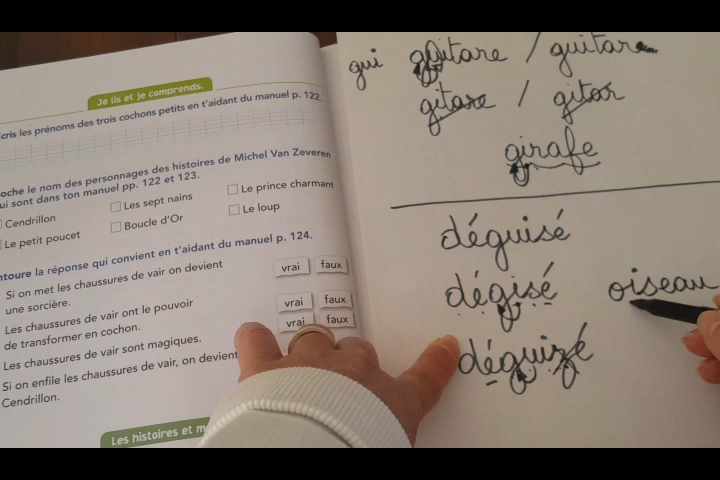 Je lis et je comprends.
cris les prénoms des trois cochons petits en t'aidant du manuel p. 122
oche le nom des personnages des histoires de Michel Van Zeveren
ui sont dans ton manuel pp. 122 et 123.
Cendrillon
Les sept nains
Le prince charmant
Le petit poucet
Boucle d'Or
Le loup
ntoure la réponse qui convient en t'aidant du manuel p. 124.
Si on met les chaussures de vair on devient
une sorcière.
vrai faux
Les chaussures de vair ont le pouvoir
de transformer en cochon.
vrai faux
Les chaussures de vair sont magiques.
vrai faux
Si on enfile les chaussures de vair, on devient
Cendrillon.
Les histoires et m
gui
guitare
gitare / gitar
girafe
déguisé
dégisé
oiseau
déguizé